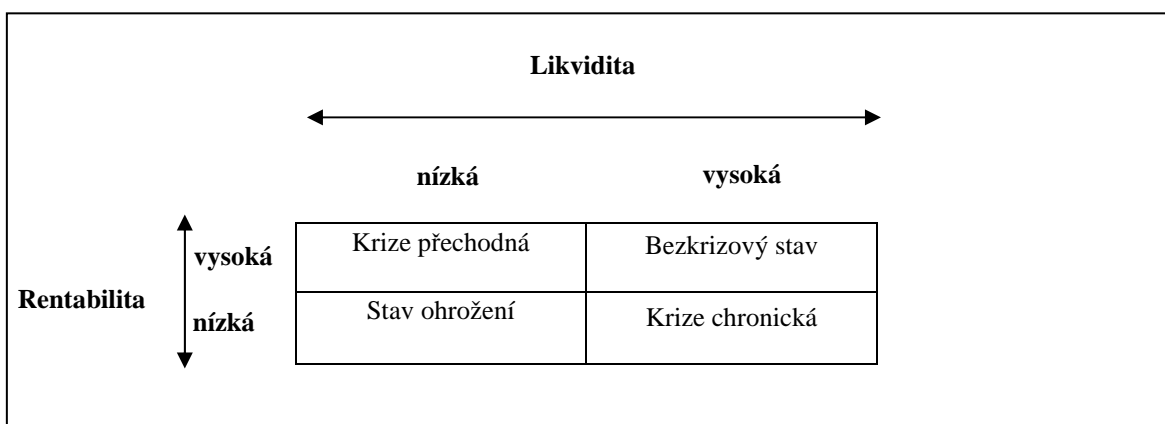 Likvidita
nízká vysoká
vysoká Krize přechodná Bezkrizový stav
Rentabilita
nízká Stav ohrožení Krize chronická